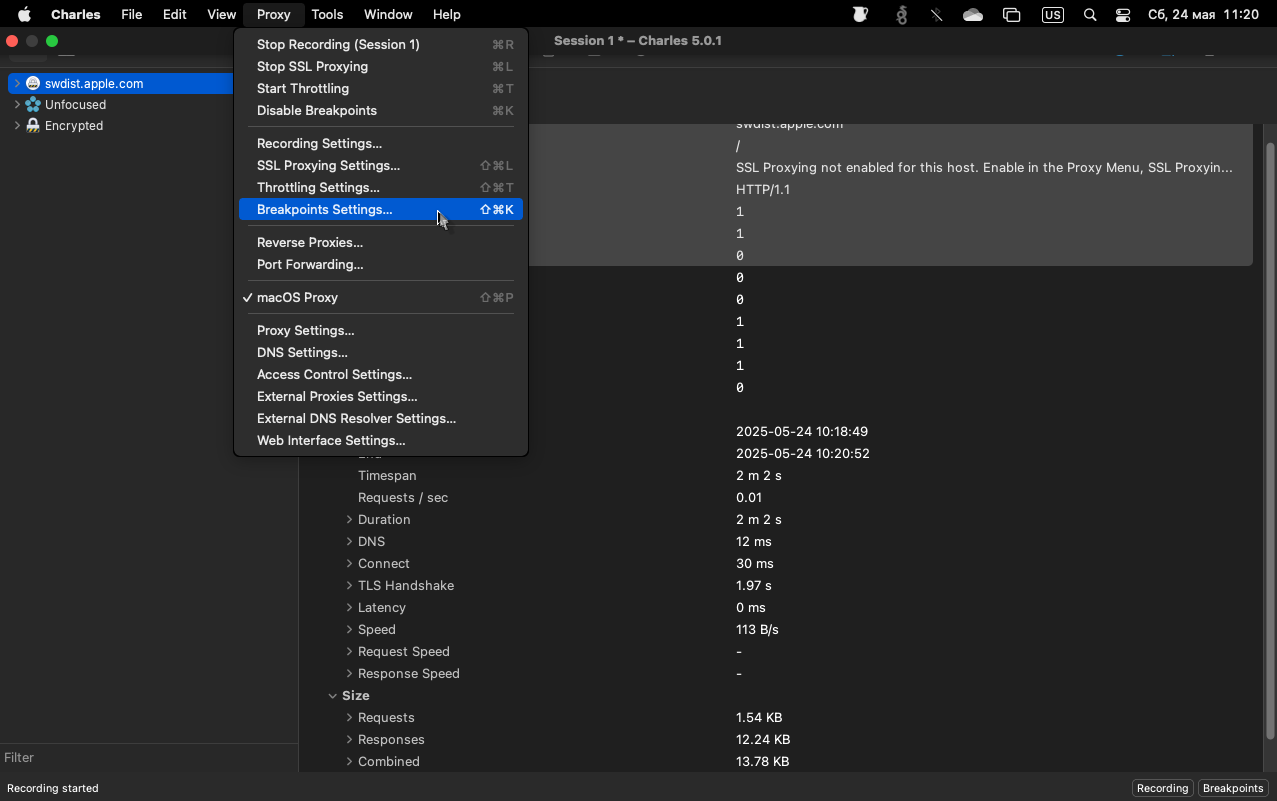 Charles File Edit View Proxy Tools Window Help US Сб, 24 мая 11:20
Session 1 * – Charles 5.0.1
swdist.apple.com
Unfocused
Encrypted
Stop Recording (Session 1) ⌘R
Stop SSL Proxying ⌘L
Start Throttling ⌘T
Disable Breakpoints ⌘K
Recording Settings...
SSL Proxying Settings... ⇧⌘L
Throttling Settings... ⇧⌘T
Breakpoints Settings... ⇧⌘K
Reverse Proxies...
Port Forwarding...
✓ macOS Proxy ⇧⌘P
Proxy Settings...
DNS Settings...
Access Control Settings...
External Proxies Settings...
External DNS Resolver Settings...
Web Interface Settings...
swdist.apple.com
/
SSL Proxying not enabled for this host. Enable in the Proxy Menu, SSL Proxyin...
HTTP/1.1
1
1
0
0
0
1
1
1
0
2025-05-24 10:18:49
2025-05-24 10:20:52
Timespan 2 m 2 s
Requests / sec 0.01
Duration 2 m 2 s
DNS 12 ms
Connect 30 ms
TLS Handshake 1.97 s
Latency 0 ms
Speed 113 B/s
Request Speed -
Response Speed -
Size
Requests 1.54 KB
Responses 12.24 KB
Combined 13.78 KB
Filter
Recording started Recording Breakpoints